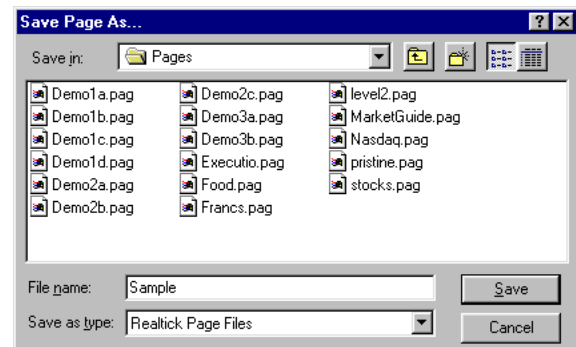 Save Page As...
Save in: Pages
Demo1a.pag Demo2c.pag level2.pag
Demo1b.pag Demo3a.pag MarketGuide.pag
Demo1c.pag Demo3b.pag Nasdaq.pag
Demo1d.pag Executio.pag pristine.pag
Demo2a.pag Food.pag stocks.pag
Demo2b.pag Francs.pag
File name: Sample Save
Save as type: Realtick Page Files Cancel